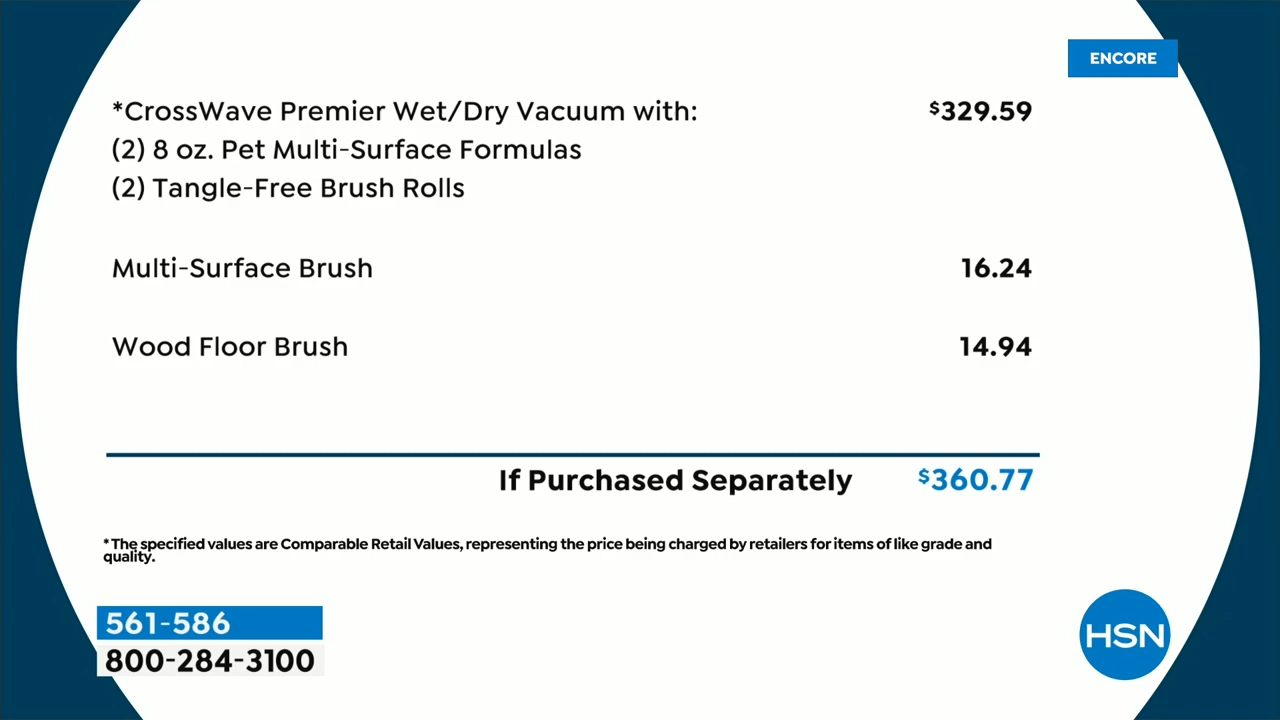 ENCORE
*CrossWave Premier Wet/Dry Vacuum with: $329.59
(2) 8 oz. Pet Multi-Surface Formulas
(2) Tangle-Free Brush Rolls
Multi-Surface Brush 16.24
Wood Floor Brush 14.94
If Purchased Separately $360.77
*The specified values are Comparable Retail Values, representing the price being charged by retailers for items of like grade and
quality.
561-586
800-284-3100
HSN